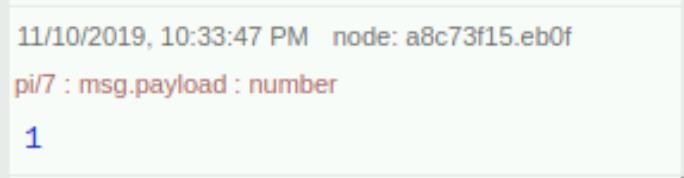 11/10/2019, 10:33:47 PM node: a8c73f15.eb0f
pi/7 : msg.payload : number
1